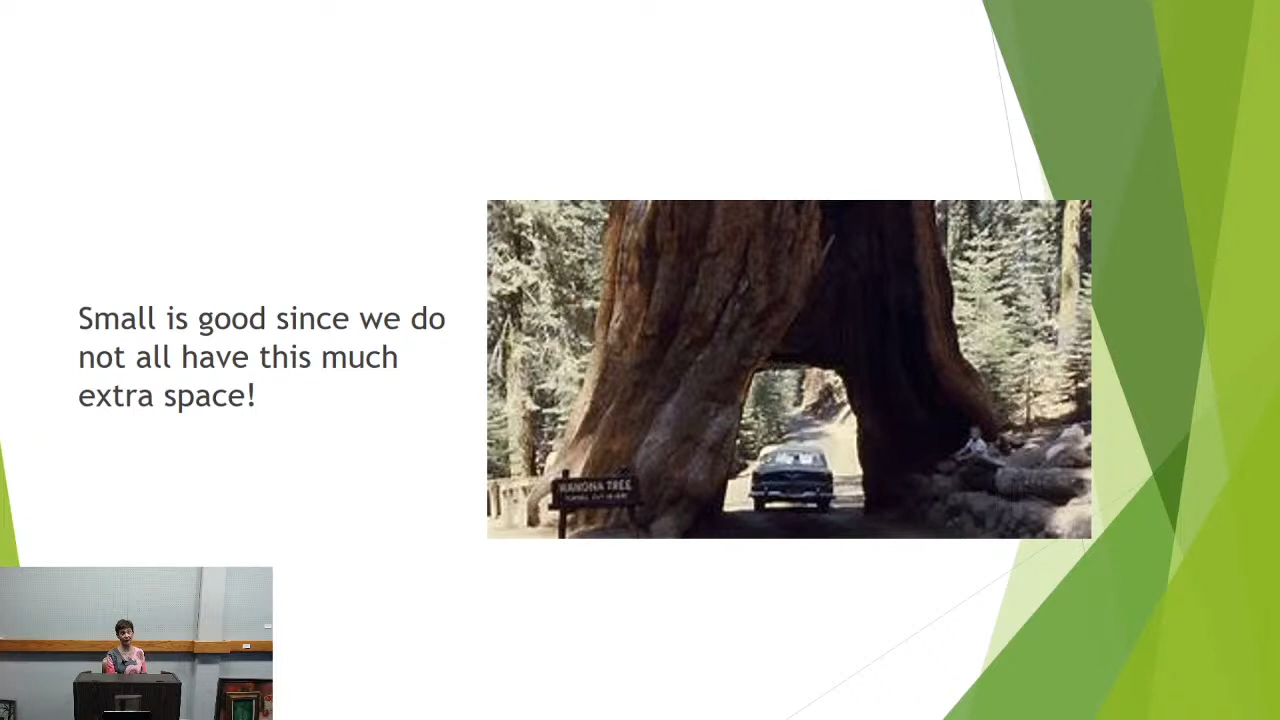 Small is good since we do
not all have this much
extra space!
WAWONA TREE